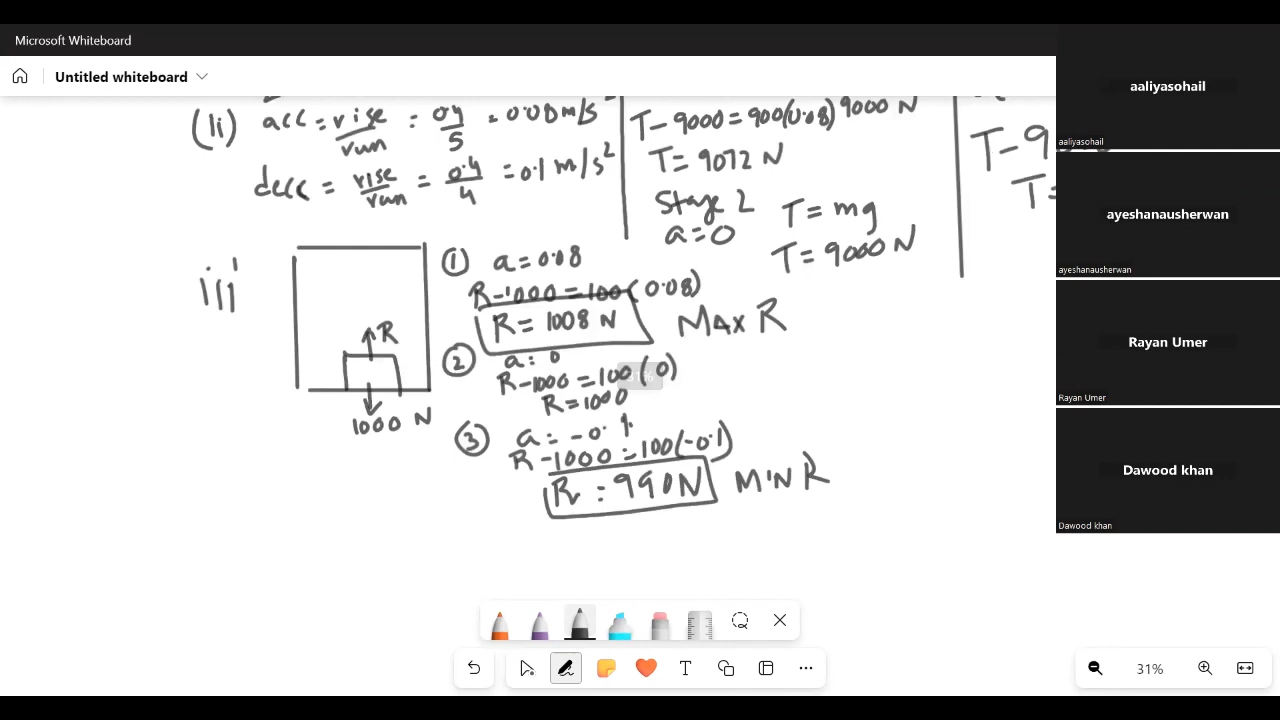 Microsoft Whiteboard
Untitled whiteboard
(ii) acc = rise/run = 0.4/5 = 0.08 m/s²
decc = rise/run = 0.4/4 = 0.1 m/s²
T - 9000 = 900(0.08) 9000 N
T = 9072 N
Stage 2
a = 0
T = mg
T = 9000 N
T - 9
T =
iii
R
1000 N
① a = 0.08
R - 1000 = 100(0.08)
R = 1008 N MAX R
② a = 0
R - 1000 = 100(0)
R = 1000
③ a = -0.1
R - 1000 = 100(-0.1)
R = 990N MIN R
31%
aaliyasohail
aaliyasohail
ayeshanausherwan
ayeshanausherwan
Rayan Umer
Rayan Umer
Dawood khan
Dawood khan
T
31%